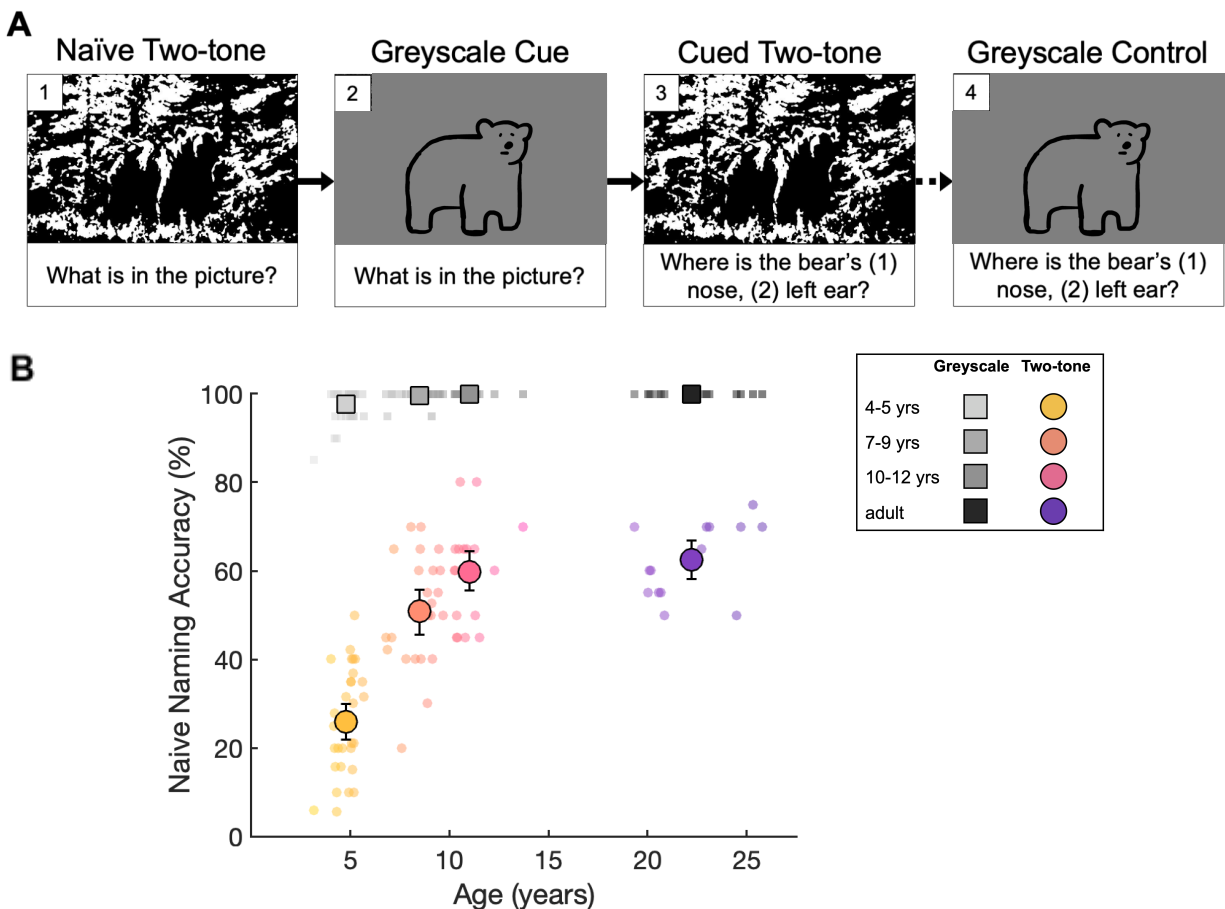 A
Naïve Two-tone
Greyscale Cue
Cued Two-tone
Greyscale Control
1
2
3
4
What is in the picture?
What is in the picture?
Where is the bear's (1)
nose, (2) left ear?
Where is the bear's (1)
nose, (2) left ear?
B
Greyscale Two-tone
4-5 yrs
7-9 yrs
10-12 yrs
adult
Naive Naming Accuracy (%)
100
80
60
40
20
0
5 10 15 20 25
Age (years)